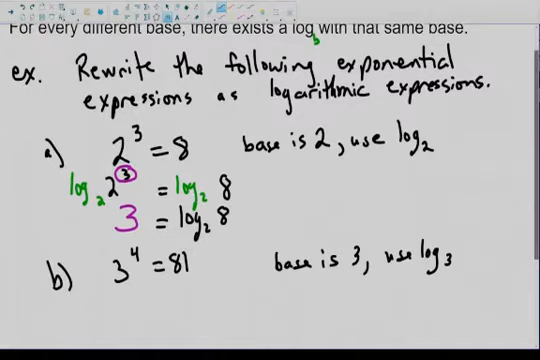 For every different base, there exists a log_b with that same base.
ex. Rewrite the following exponential
expressions as logarithmic expressions.
a) 2^3 = 8 base is 2, use log_2
log_2 2^3 = log_2 8
3 = log_2 8
b) 3^4 = 81 base is 3, use log_3